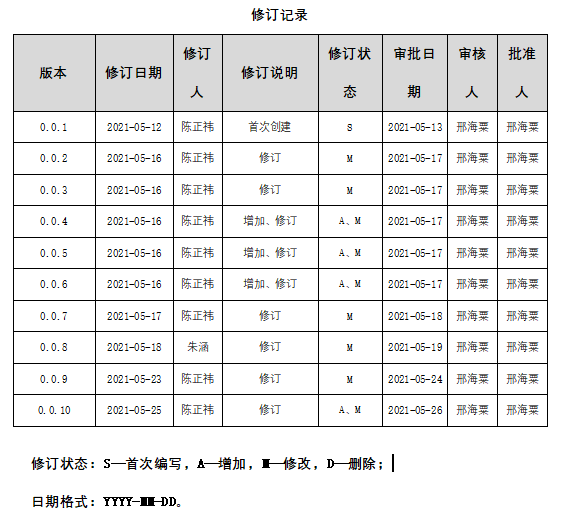 修订记录
版本 修订日期 修订人 修订说明 修订状态 审批日期 审核人 批准人
0.0.1 2021-05-12 陈正祎 首次创建 S 2021-05-13 邢海粟 邢海粟
0.0.2 2021-05-16 陈正祎 修订 M 2021-05-17 邢海粟 邢海粟
0.0.3 2021-05-16 陈正祎 修订 M 2021-05-17 邢海粟 邢海粟
0.0.4 2021-05-16 陈正祎 增加、修订 A、M 2021-05-17 邢海粟 邢海粟
0.0.5 2021-05-16 陈正祎 增加、修订 A、M 2021-05-17 邢海粟 邢海粟
0.0.6 2021-05-16 陈正祎 增加、修订 A、M 2021-05-17 邢海粟 邢海粟
0.0.7 2021-05-17 陈正祎 修订 M 2021-05-18 邢海粟 邢海粟
0.0.8 2021-05-18 朱涵 修订 M 2021-05-19 邢海粟 邢海粟
0.0.9 2021-05-23 陈正祎 修订 M 2021-05-24 邢海粟 邢海粟
0.0.10 2021-05-25 陈正祎 修订 A、M 2021-05-26 邢海粟 邢海粟
修订状态：S—首次编写，A—增加，M—修改，D—删除；
日期格式：YYYY-MM-DD。